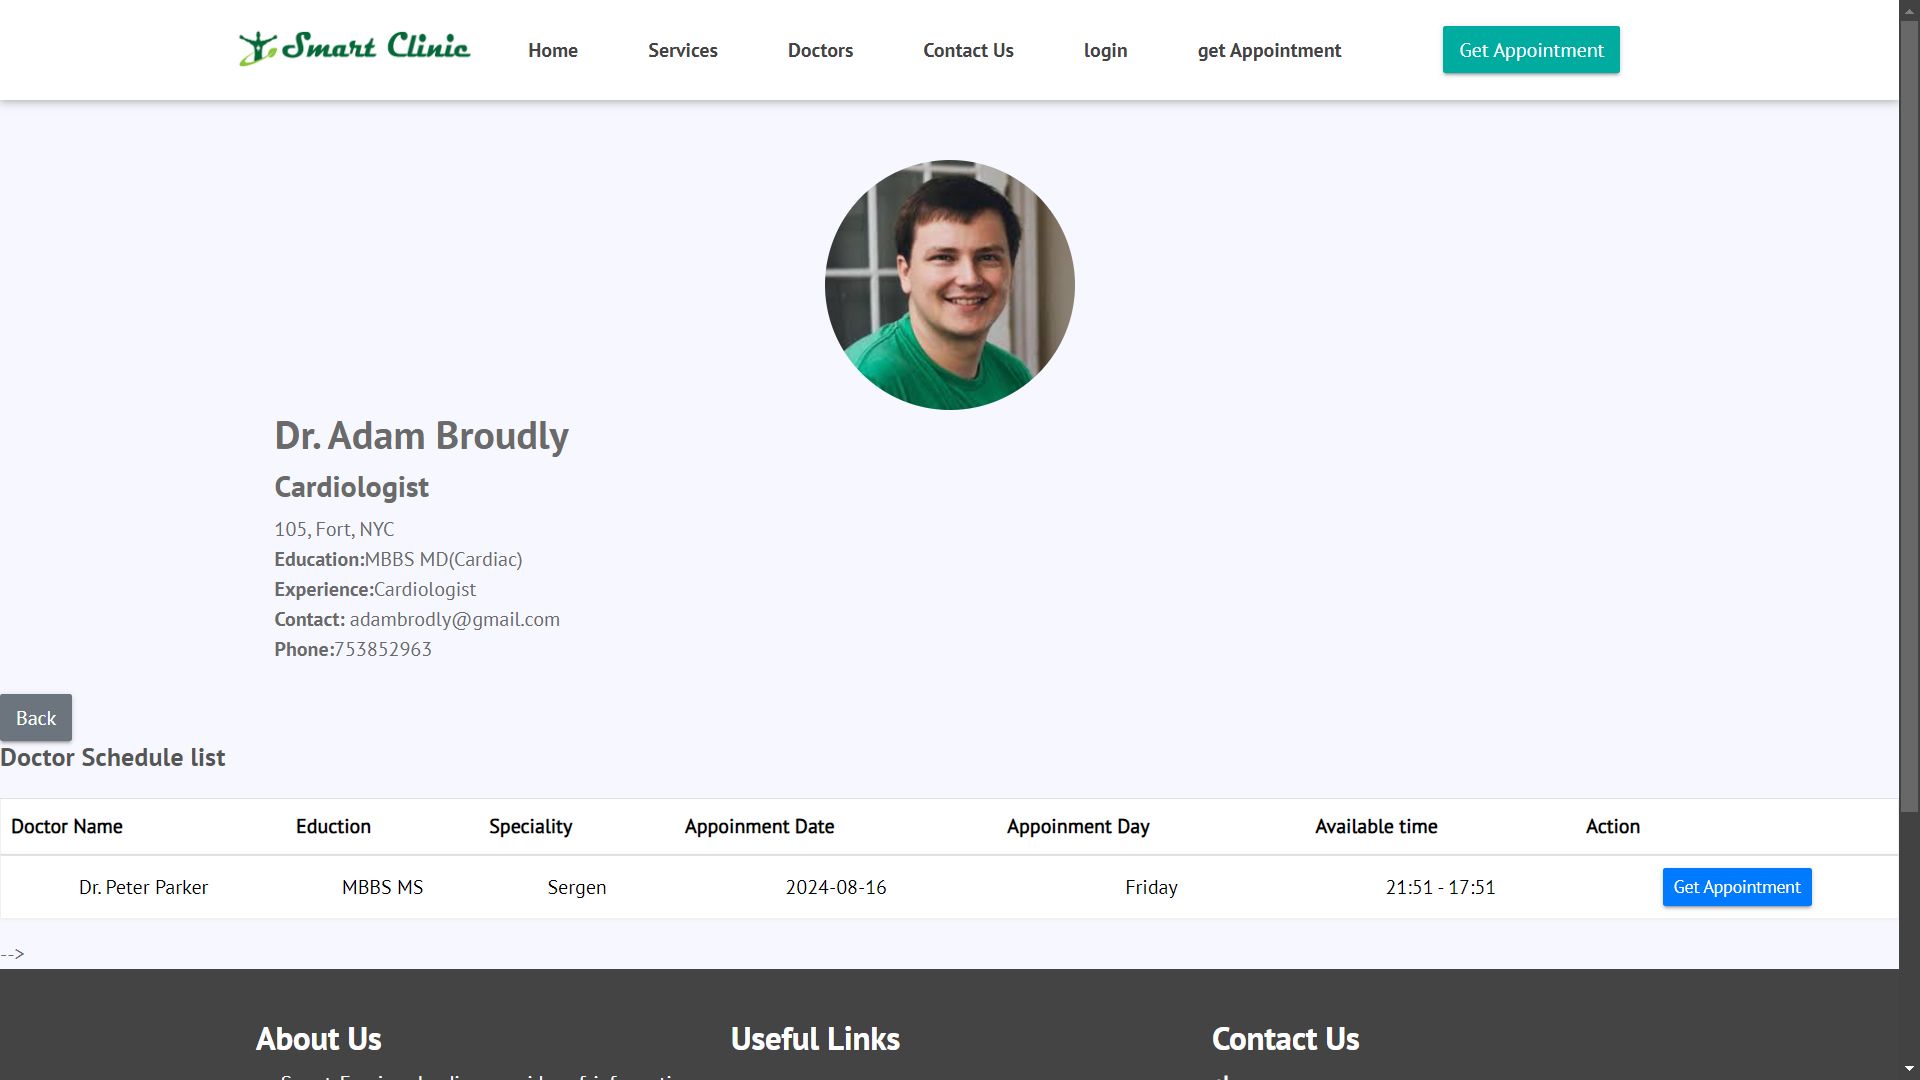 Smart Clinic
Home Services Doctors Contact Us login get Appointment Get Appointment
Dr. Adam Broudly
Cardiologist
105, Fort, NYC
Education:MBBS MD(Cardiac)
Experience:Cardiologist
Contact: adambrodly@gmail.com
Phone:753852963
Back
Doctor Schedule list
Doctor Name Eduction Speciality Appoinment Date Appoinment Day Available time Action
Dr. Peter Parker MBBS MS Sergen 2024-08-16 Friday 21:51 - 17:51 Get Appointment
-->
About Us Useful Links Contact Us